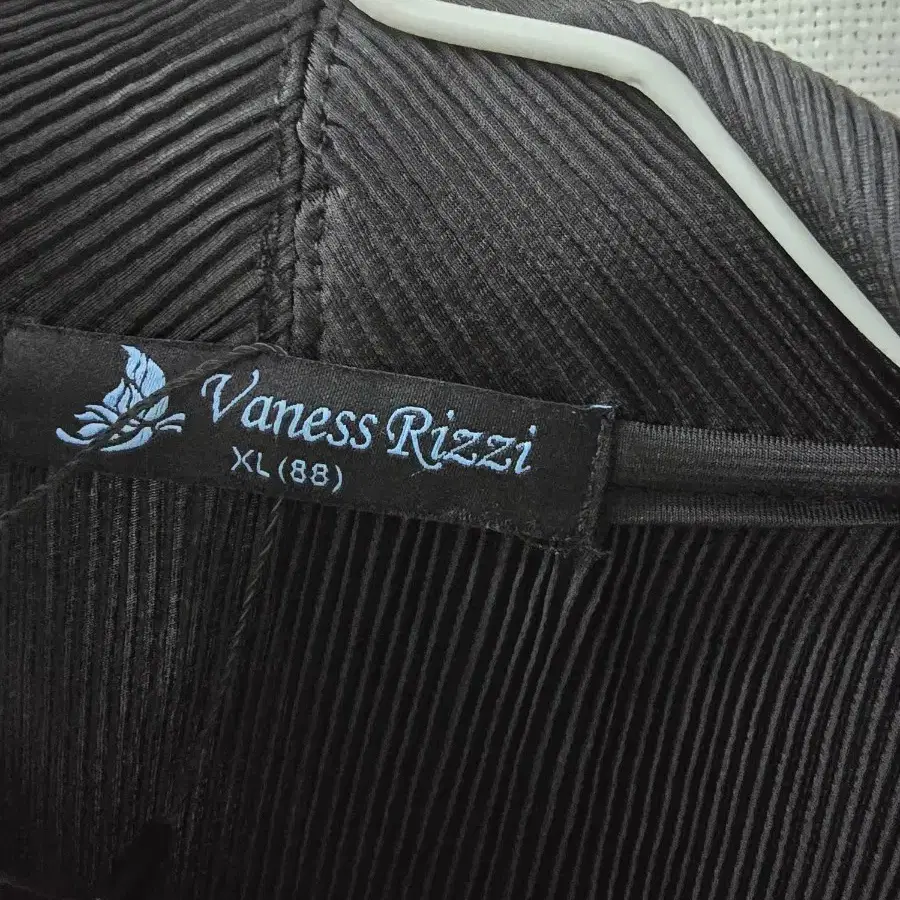 Vaness Rizzi
XL (88)